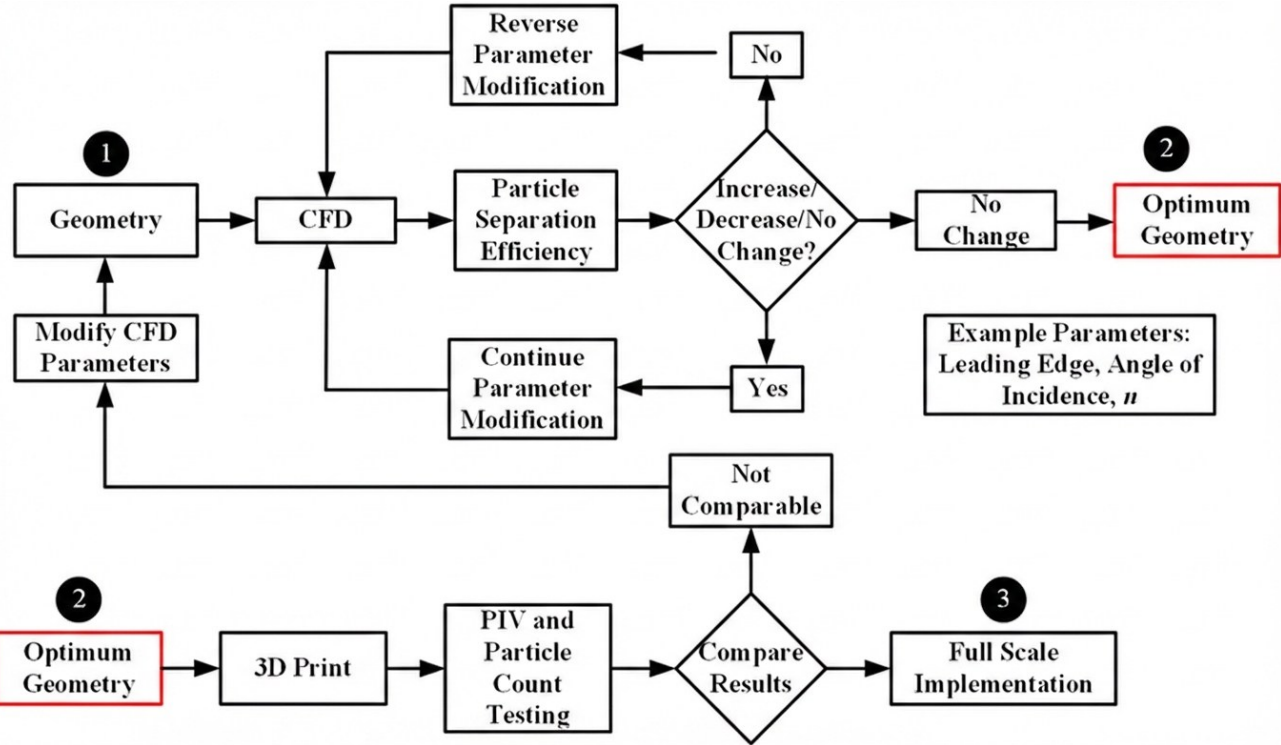 Reverse
Parameter
Modification
No
1
2
Geometry
CFD
Particle
Separation
Efficiency
Increase/
Decrease/No
Change?
No
Change
Optimum
Geometry
Modify CFD
Parameters
Continue
Parameter
Modification
Yes
Example Parameters:
Leading Edge, Angle of
Incidence, n
Not
Comparable
2
3
Optimum
Geometry
3D Print
PIV and
Particle
Count
Testing
Compare
Results
Full Scale
Implementation